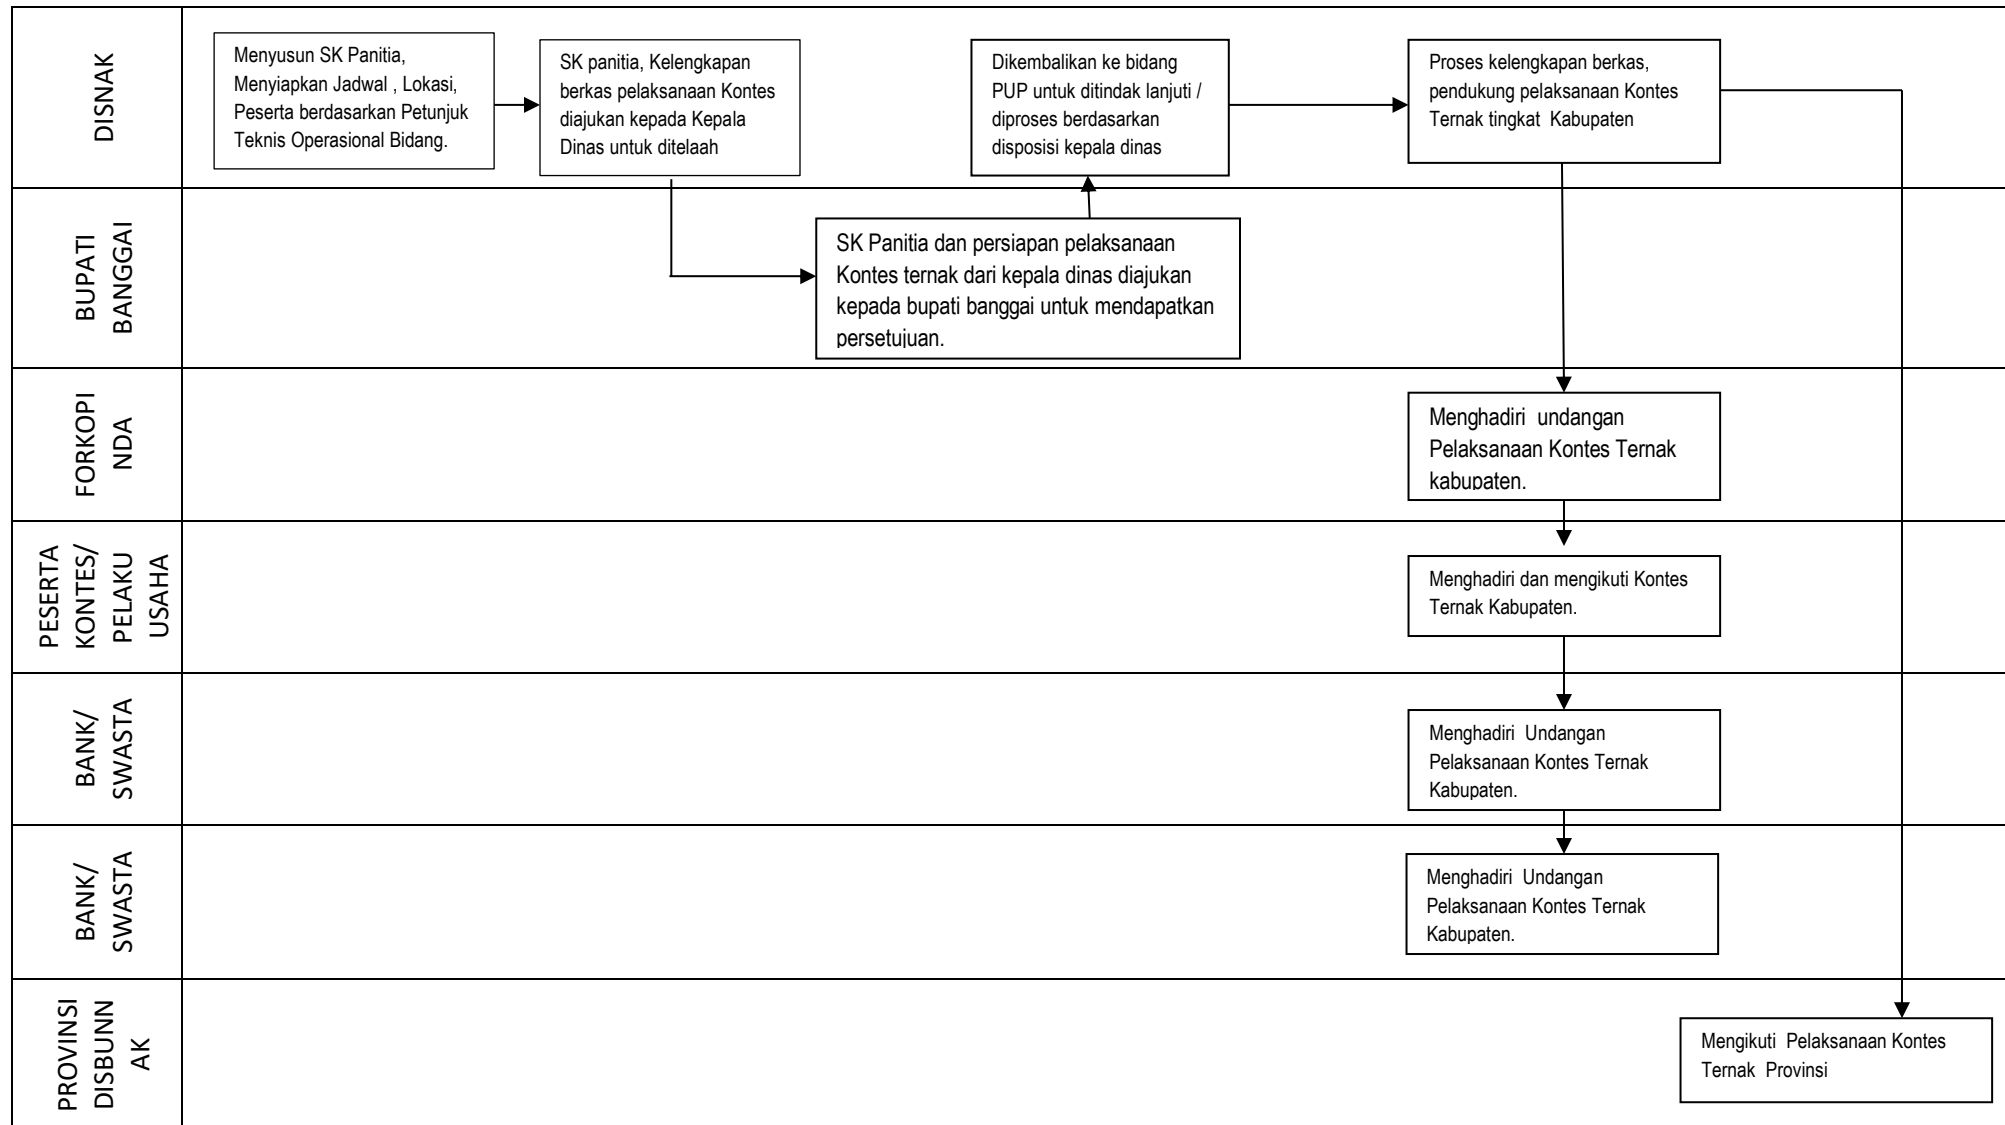 DISNAK
Menyusun SK Panitia,
Menyiapkan Jadwal , Lokasi,
Peserta berdasarkan Petunjuk
Teknis Operasional Bidang.
SK panitia, Kelengkapan
berkas pelaksanaan Kontes
diajukan kepada Kepala
Dinas untuk ditelaah
Dikembalikan ke bidang
PUP untuk ditindak lanjuti /
diproses berdasarkan
disposisi kepala dinas
Proses kelengkapan berkas,
pendukung pelaksanaan Kontes
Ternak tingkat Kabupaten
BUPATI
BANGGAI
SK Panitia dan persiapan pelaksanaan
Kontes ternak dari kepala dinas diajukan
kepada bupati banggai untuk mendapatkan
persetujuan.
FORKOPI
NDA
Menghadiri undangan
Pelaksanaan Kontes Ternak
kabupaten.
PESERTA
KONTES/
PELAKU
USAHA
Menghadiri dan mengikuti Kontes
Ternak Kabupaten.
BANK/
SWASTA
Menghadiri Undangan
Pelaksanaan Kontes Ternak
Kabupaten.
BANK/
SWASTA
Menghadiri Undangan
Pelaksanaan Kontes Ternak
Kabupaten.
PROVINSI
DISBUNN
AK
Mengikuti Pelaksanaan Kontes
Ternak Provinsi